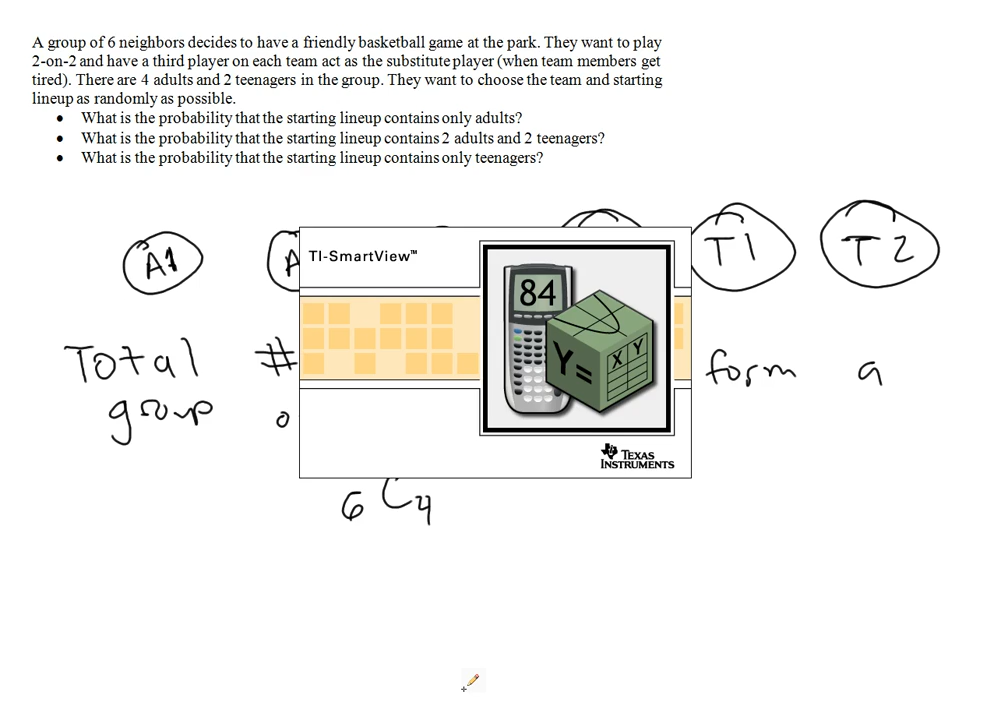 A group of 6 neighbors decides to have a friendly basketball game at the park. They want to play
2-on-2 and have a third player on each team act as the substitute player (when team members get
tired). There are 4 adults and 2 teenagers in the group. They want to choose the team and starting
lineup as randomly as possible.
• What is the probability that the starting lineup contains only adults?
• What is the probability that the starting lineup contains 2 adults and 2 teenagers?
• What is the probability that the starting lineup contains only teenagers?
A1 A T1 T2
TI-SmartView™
84
Y= X Y
Total # form a
group o
TEXAS
INSTRUMENTS
6C4